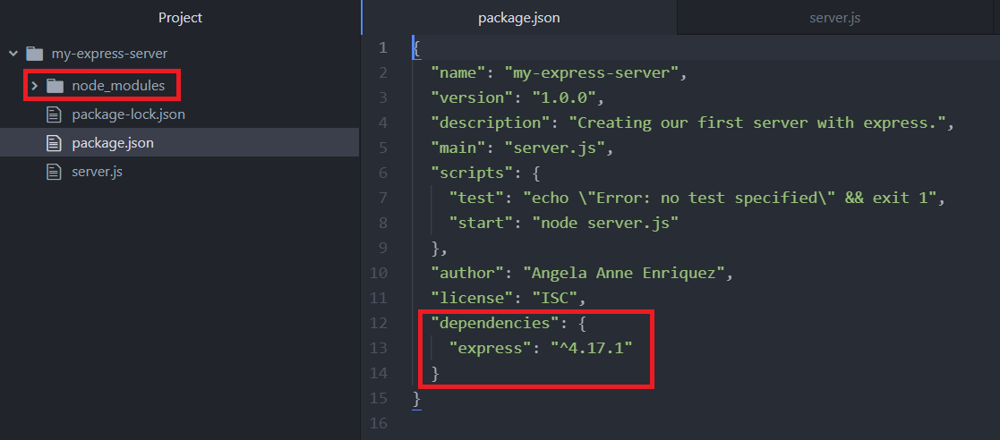 Project
my-express-server
node_modules
package-lock.json
package.json
server.js
package.json
server.js
1 {
2 "name": "my-express-server",
3 "version": "1.0.0",
4 "description": "Creating our first server with express.",
5 "main": "server.js",
6 "scripts": {
7 "test": "echo \"Error: no test specified\" && exit 1",
8 "start": "node server.js"
9 },
10 "author": "Angela Anne Enriquez",
11 "license": "ISC",
12 "dependencies": {
13 "express": "^4.17.1"
14 }
15 }
16